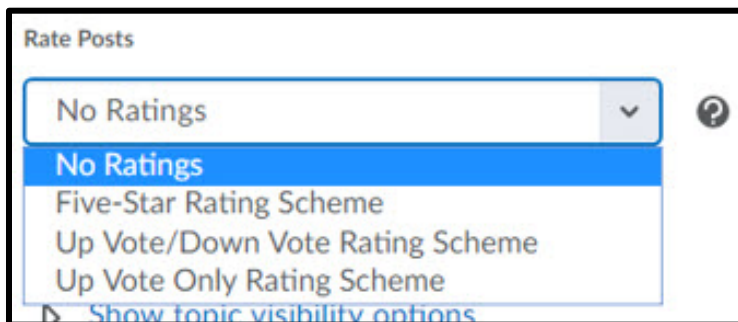 Rate Posts
No Ratings
No Ratings
Five-Star Rating Scheme
Up Vote/Down Vote Rating Scheme
Up Vote Only Rating Scheme
Show topic visibility options